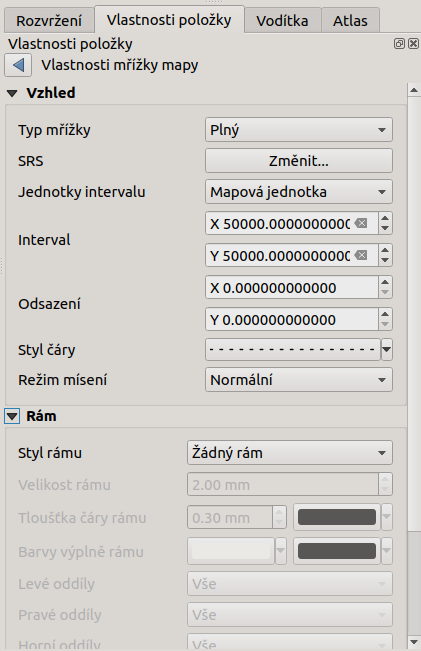 Rozvržení Vlastnosti položky Vodítka Atlas
Vlastnosti položky
Vlastnosti mřížky mapy
Vzhled
Typ mřížky Plný
SRS Změnit...
Jednotky intervalu Mapová jednotka
X 50000.0000000000
Interval
Y 50000.0000000000
X 0.000000000000
Odsazení
Y 0.000000000000
Styl čáry
Režim mísení Normální
Rám
Styl rámu Žádný rám
Velikost rámu 2.00 mm
Tloušťka čáry rámu 0.30 mm
Barvy výplně rámu
Levé oddíly Vše
Pravé oddíly Vše
Horní oddíly Vše